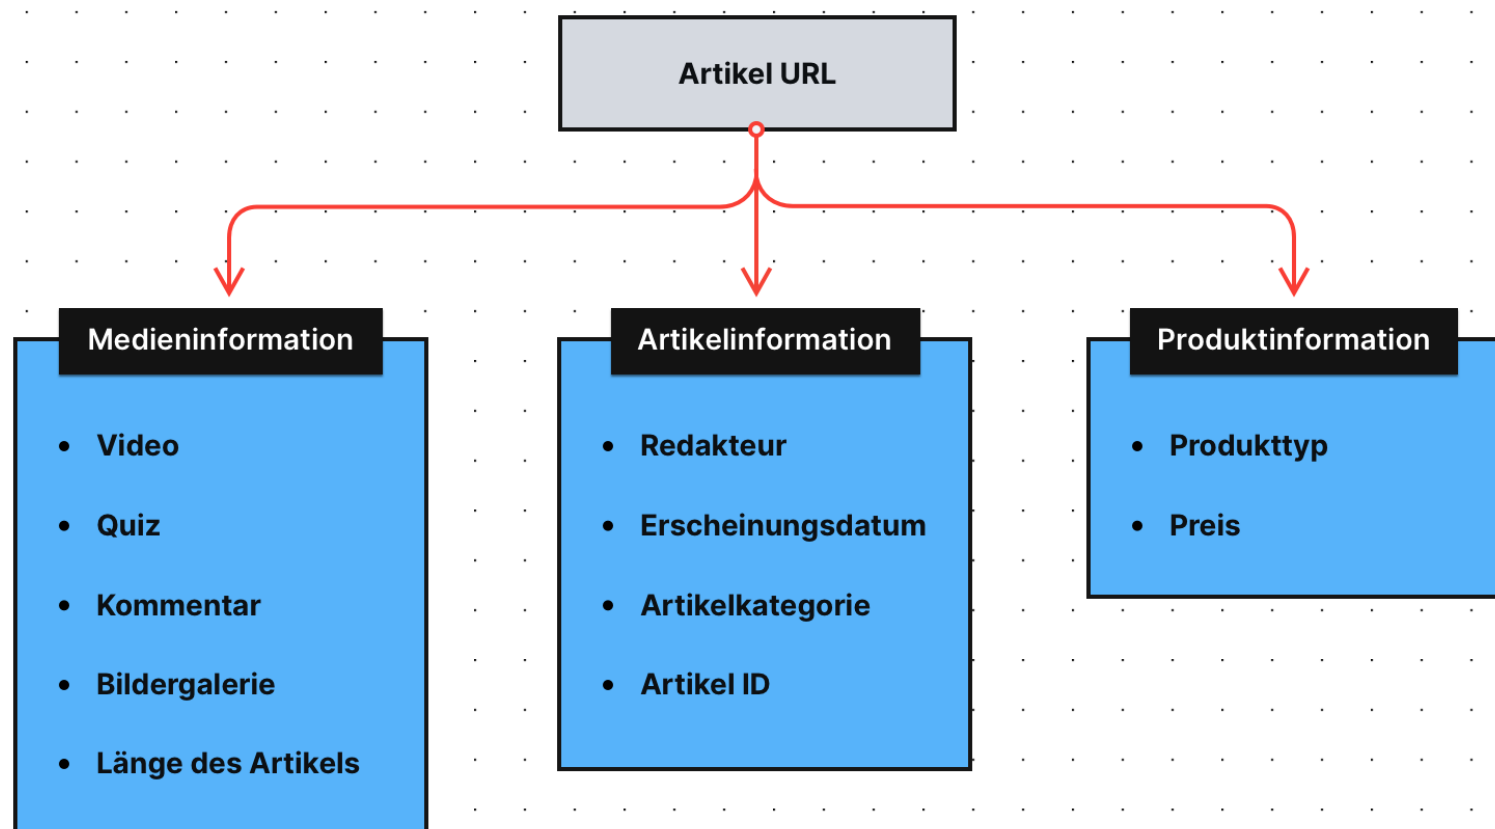 Artikel URL
Medieninformation
• Video
• Quiz
• Kommentar
• Bildergalerie
• Länge des Artikels
Artikelinformation
• Redakteur
• Erscheinungsdatum
• Artikelkategorie
• Artikel ID
Produktinformation
• Produkttyp
• Preis